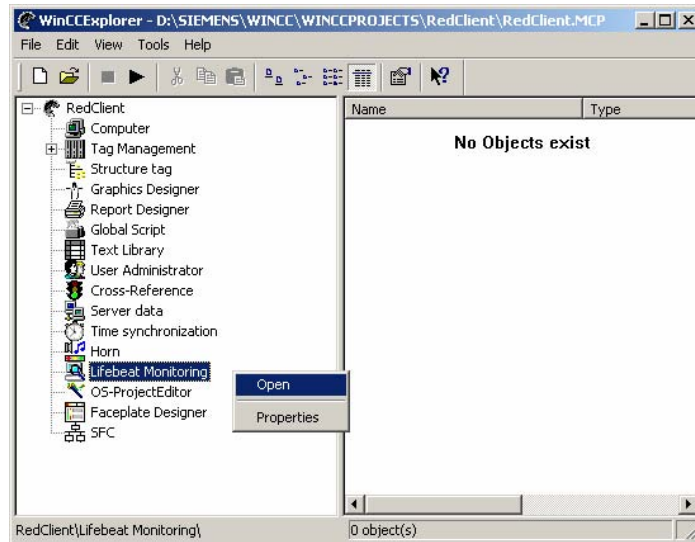 WinCCExplorer - D:\SIEMENS\WINCC\WINCCPROJECTS\RedClient\RedClient.MCP
File Edit View Tools Help
RedClient
Computer
Tag Management
Structure tag
Graphics Designer
Report Designer
Global Script
Text Library
User Administrator
Cross-Reference
Server data
Time synchronization
Horn
Lifebeat Monitoring
OS-ProjectEditor
Faceplate Designer
SFC
Name Type
No Objects exist
Open
Properties
RedClient\Lifebeat Monitoring\ 0 object(s)